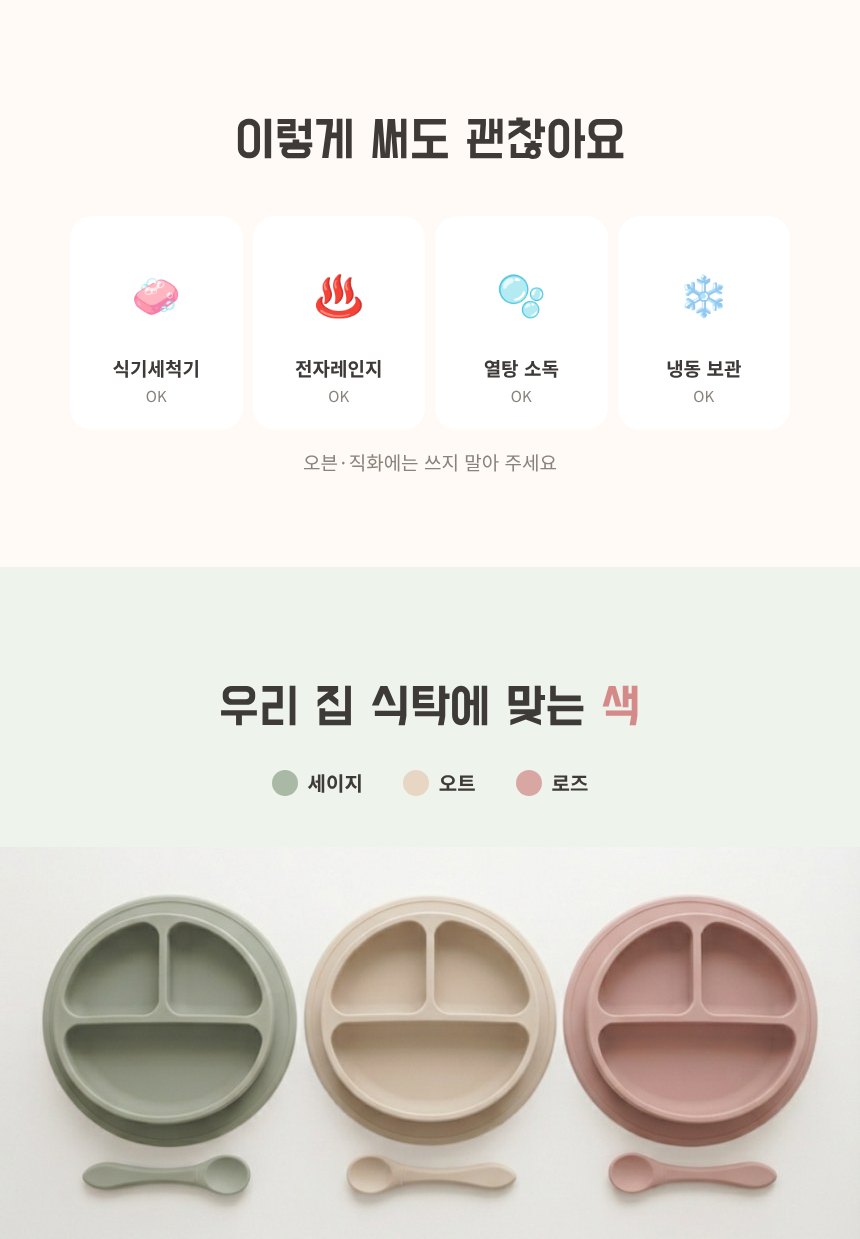 이렇게 써도 괜찮아요
식기세척기
OK
전자레인지
OK
열탕 소독
OK
냉동 보관
OK
오븐·직화에는 쓰지 말아 주세요
우리 집 식탁에 맞는 색
세이지
오트
로즈